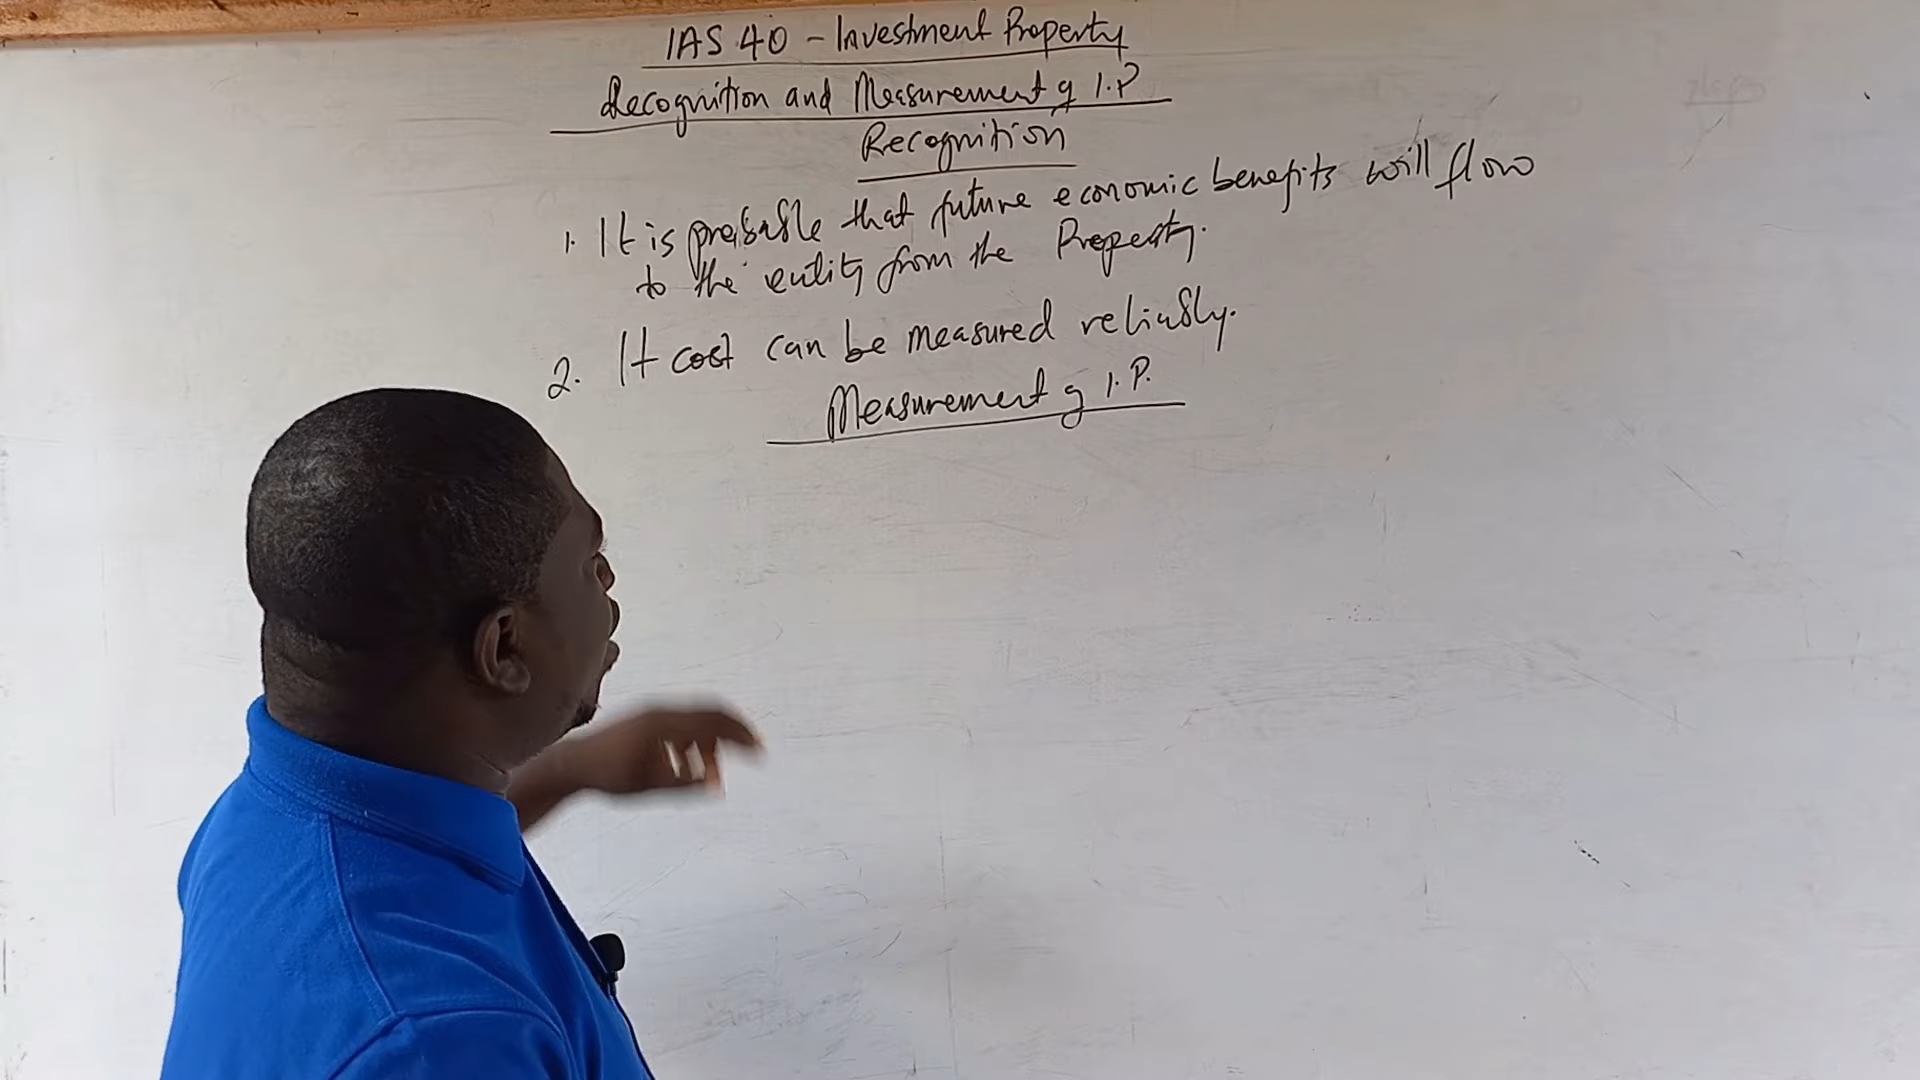 IAS 40 - Investment Property
Recognition and Measurement of I.P
Recognition
1. It is probable that future economic benefits will flow
to the entity from the Property.
2. It cost can be measured reliably.
Measurement of I.P.